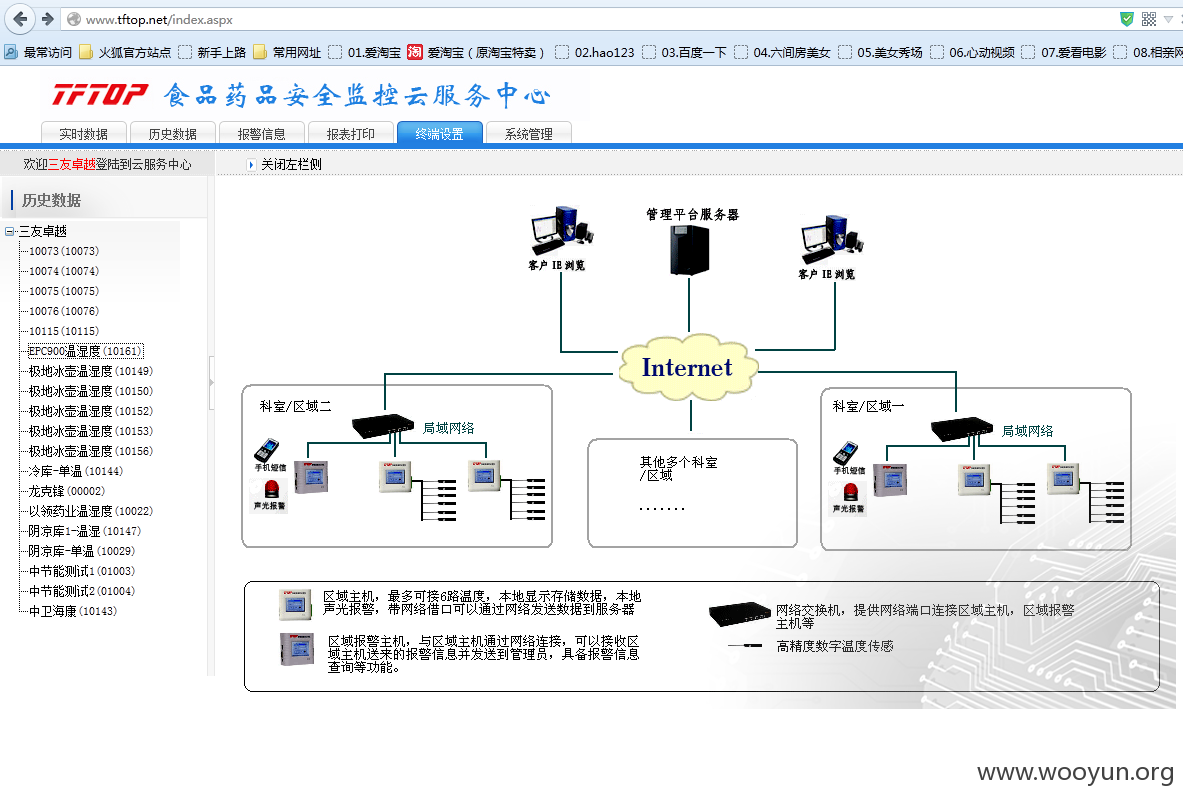 www.tftop.net/index.aspx
最常访问 火狐官方站点 新手上路 常用网址 01.爱淘宝 淘 爱淘宝（原淘宝特卖） 02.hao123 03.百度一下 04.六间房美女 05.美女秀场 06.心动视频 07.爱看电影 08.相亲网
TFTOP 食品药品安全监控云服务中心
实时数据 历史数据 报警信息 报表打印 终端设置 系统管理
欢迎三友卓越登陆到云服务中心
关闭左栏侧
历史数据
三友卓越
10073(10073)
10074(10074)
10075(10075)
10076(10076)
10115(10115)
EPC900温湿度(10161)
极地冰壶温湿度(10149)
极地冰壶温湿度(10150)
极地冰壶温湿度(10152)
极地冰壶温湿度(10153)
极地冰壶温湿度(10156)
冷库-单温(10144)
龙克锋(00002)
以领药业温湿度(10022)
阴凉库1-温湿(10147)
阴凉库-单温(10029)
中节能测试1(01003)
中节能测试2(01004)
中卫海康(10143)
客户 IE 浏览
管理平台服务器
客户 IE 浏览
Internet
科室/区域二
局域网络
手机短信
声光报警
其他多个科室
/区域
.......
科室/区域一
局域网络
手机短信
声光报警
区域主机，最多可接6路温度，本地显示存储数据，本地
声光报警，带网络借口可以通过网络发送数据到服务器
区域报警主机，与区域主机通过网络连接，可以接收区
域主机送来的报警信息并发送到管理员，具备报警信息
查询等功能。
网络交换机，提供网络端口连接区域主机，区域报警
主机等
高精度数字温度传感
www.wooyun.org